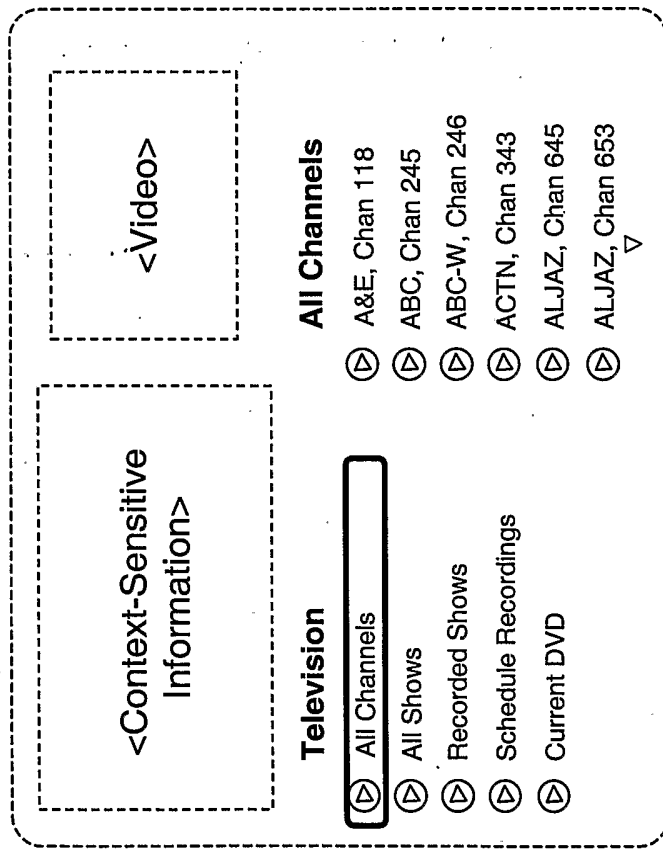 <Context-Sensitive
Information>
<Video>
Television
All Channels
All Shows
Recorded Shows
Schedule Recordings
Current DVD
All Channels
A&E, Chan 118
ABC, Chan 245
ABC-W, Chan 246
ACTN, Chan 343
ALJAZ, Chan 645
ALJAZ, Chan 653